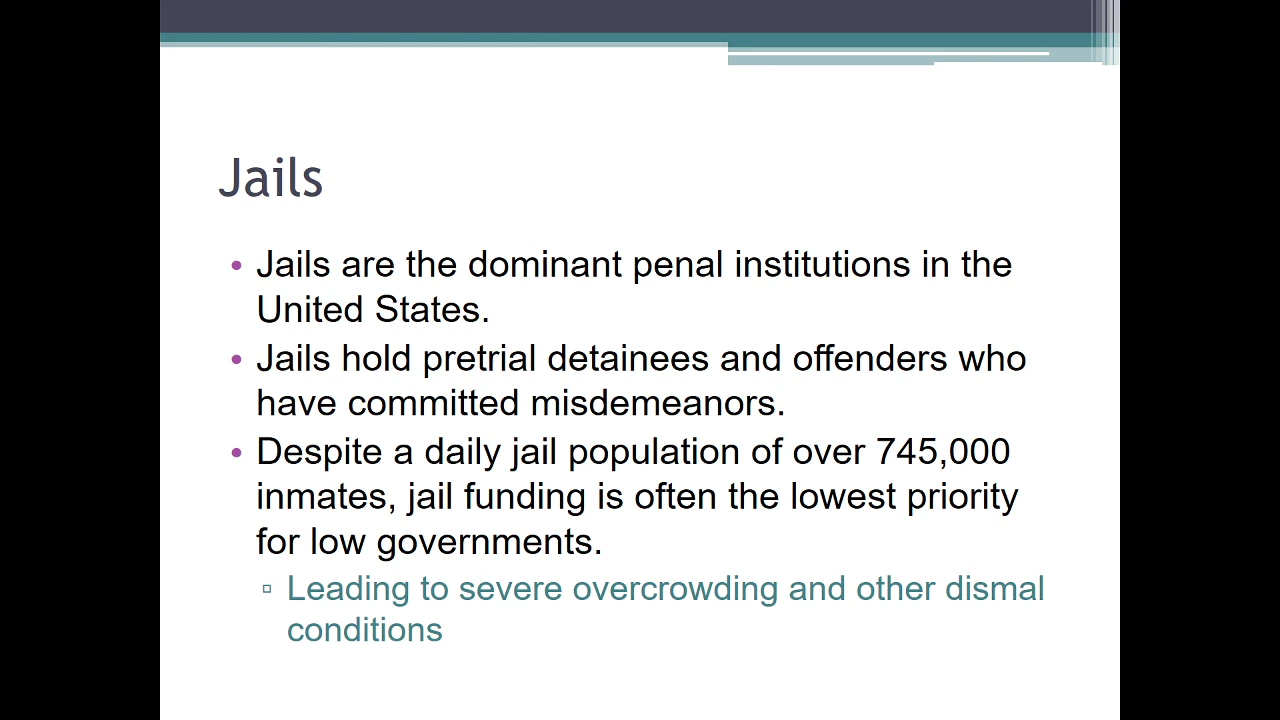 Jails
• Jails are the dominant penal institutions in the
United States.
• Jails hold pretrial detainees and offenders who
have committed misdemeanors.
• Despite a daily jail population of over 745,000
inmates, jail funding is often the lowest priority
for low governments.
▫ Leading to severe overcrowding and other dismal
conditions